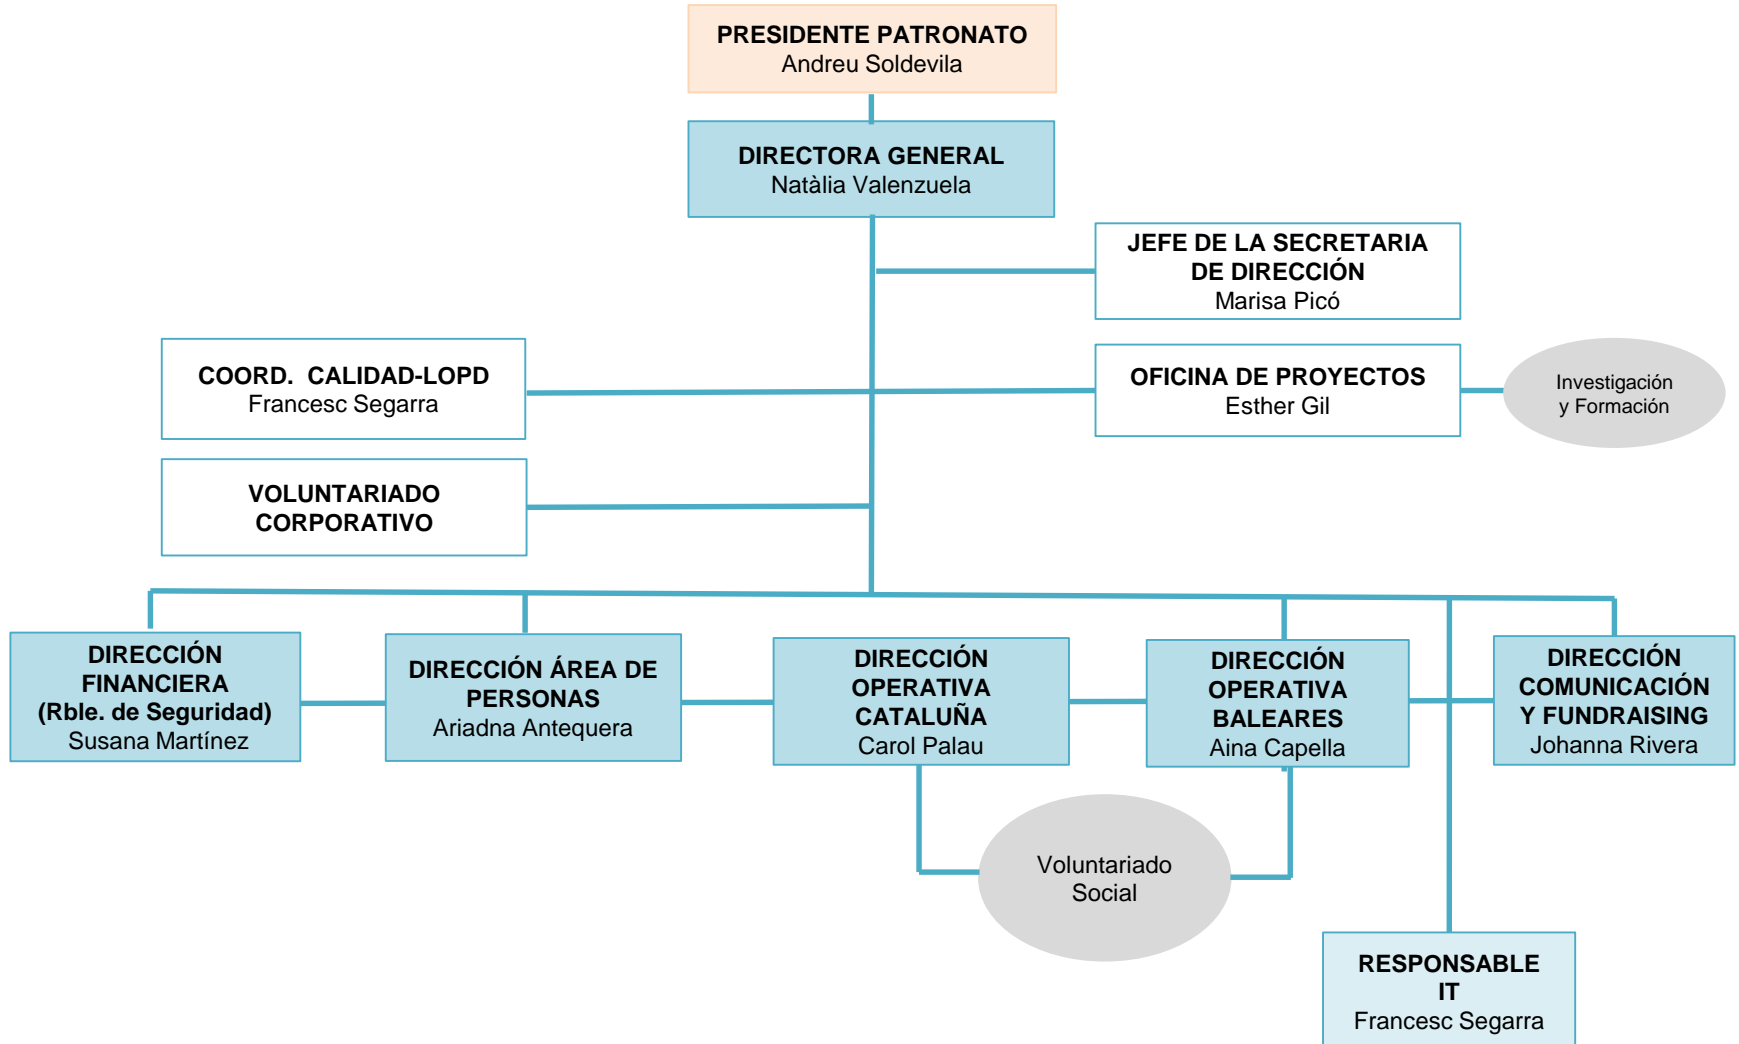 PRESIDENTE PATRONATO
Andreu Soldevila
DIRECTORA GENERAL
Natàlia Valenzuela
JEFE DE LA SECRETARIA
DE DIRECCIÓN
Marisa Picó
COORD.  CALIDAD-LOPD
Francesc Segarra
OFICINA DE PROYECTOS
Esther Gil
Investigación
y Formación
VOLUNTARIADO
CORPORATIVO
DIRECCIÓN
FINANCIERA
(Rble. de Seguridad)
Susana Martínez
DIRECCIÓN ÁREA DE
PERSONAS
Ariadna Antequera
DIRECCIÓN
OPERATIVA
CATALUÑA
Carol Palau
DIRECCIÓN
OPERATIVA
BALEARES
Aina Capella
DIRECCIÓN
COMUNICACIÓN
Y FUNDRAISING
Johanna Rivera
Voluntariado
Social
RESPONSABLE
IT
Francesc Segarra